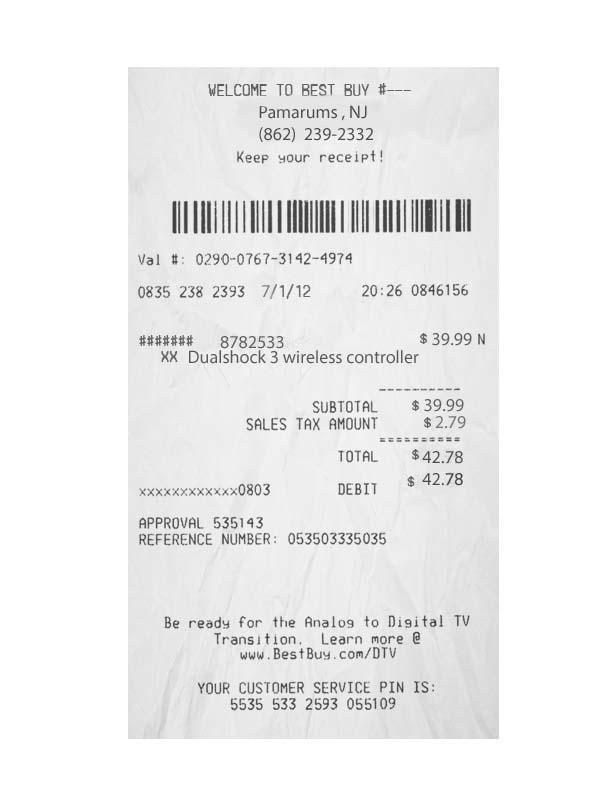 WELCOME TO BEST BUY #---
Pamarums , NJ
(862) 239-2332
Keep your receipt!
Val #: 0290-0767-3142-4974
0835 238 2393 7/1/12 20:26 0846156
####### 8782533 $ 39.99 N
XX Dualshock 3 wireless controller
SUBTOTAL $ 39.99
SALES TAX AMOUNT $ 2.79
TOTAL $ 42.78
xxxxxxxxxxxx0803 DEBIT $ 42.78
APPROVAL 535143
REFERENCE NUMBER: 053503335035
Be ready for the Analog to Digital TV
Transition. Learn more @
www.BestBuy.com/DTV
YOUR CUSTOMER SERVICE PIN IS:
5535 533 2593 055109